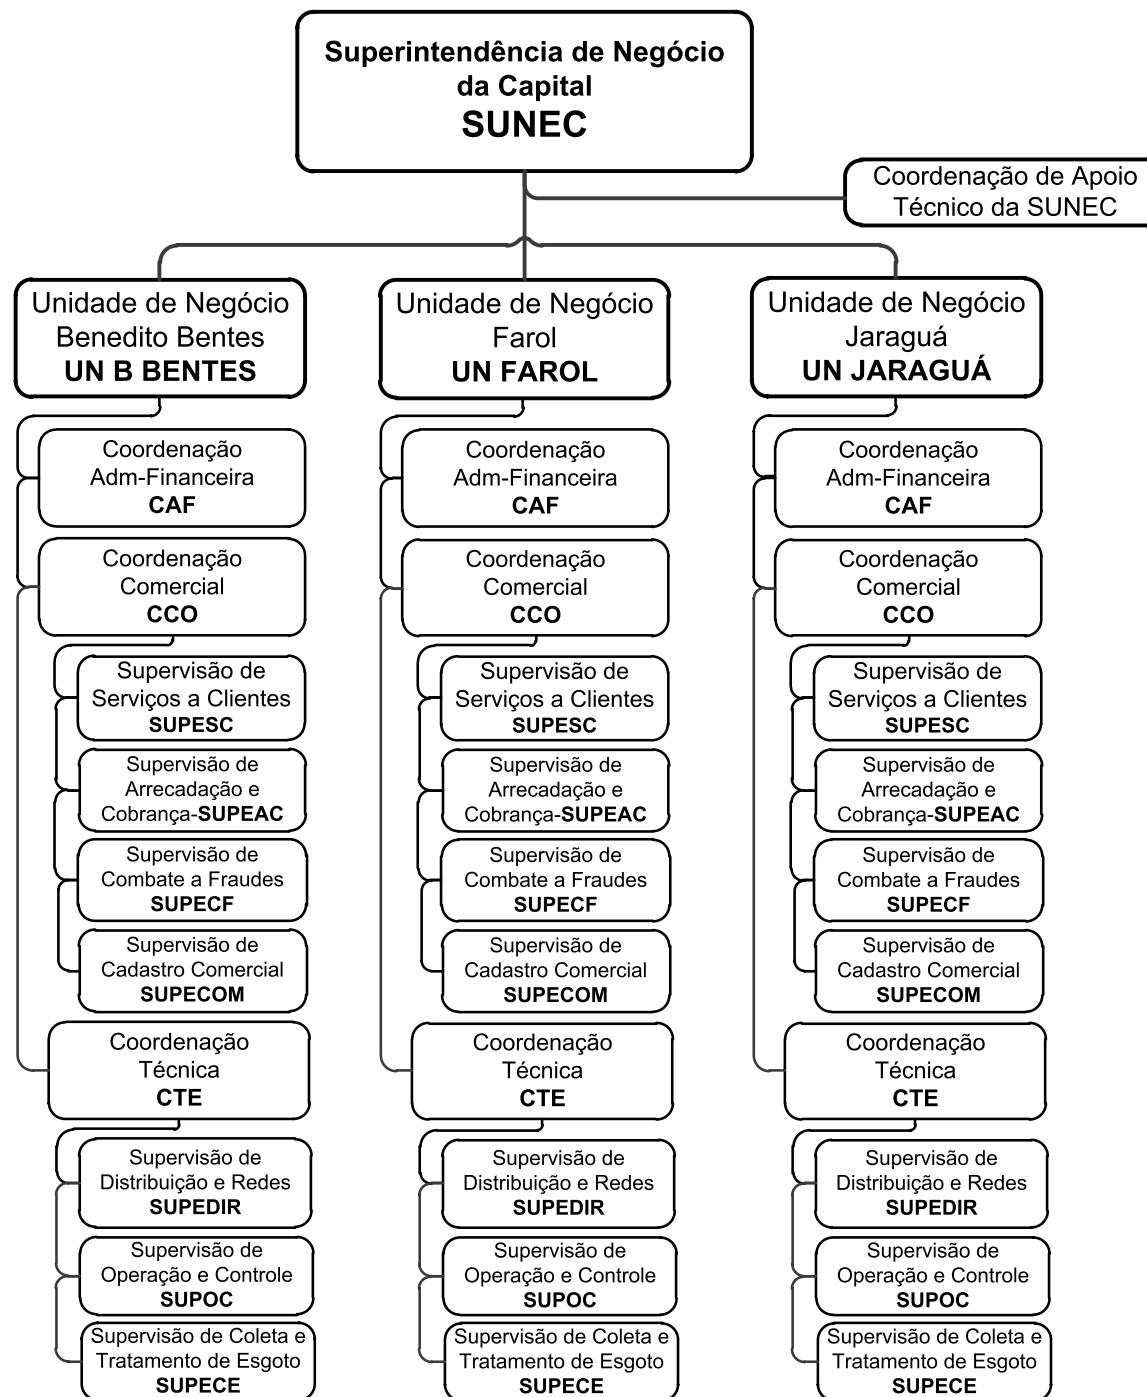 Superintendência de Negócio
da Capital
SUNEC
Coordenação de Apoio
Técnico da SUNEC
Unidade de Negócio
Benedito Bentes
UN B BENTES
Coordenação
Adm-Financeira
CAF
Coordenação
Comercial
CCO
Supervisão de
Serviços a Clientes
SUPESC
Supervisão de
Arrecadação e
Cobrança-SUPEAC
Supervisão de
Combate a Fraudes
SUPECF
Supervisão de
Cadastro Comercial
SUPECOM
Coordenação
Técnica
CTE
Supervisão de
Distribuição e Redes
SUPEDIR
Supervisão de
Operação e Controle
SUPOC
Supervisão de Coleta e
Tratamento de Esgoto
SUPECE
Unidade de Negócio
Farol
UN FAROL
Coordenação
Adm-Financeira
CAF
Coordenação
Comercial
CCO
Supervisão de
Serviços a Clientes
SUPESC
Supervisão de
Arrecadação e
Cobrança-SUPEAC
Supervisão de
Combate a Fraudes
SUPECF
Supervisão de
Cadastro Comercial
SUPECOM
Coordenação
Técnica
CTE
Supervisão de
Distribuição e Redes
SUPEDIR
Supervisão de
Operação e Controle
SUPOC
Supervisão de Coleta e
Tratamento de Esgoto
SUPECE
Unidade de Negócio
Jaraguá
UN JARAGUÁ
Coordenação
Adm-Financeira
CAF
Coordenação
Comercial
CCO
Supervisão de
Serviços a Clientes
SUPESC
Supervisão de
Arrecadação e
Cobrança-SUPEAC
Supervisão de
Combate a Fraudes
SUPECF
Supervisão de
Cadastro Comercial
SUPECOM
Coordenação
Técnica
CTE
Supervisão de
Distribuição e Redes
SUPEDIR
Supervisão de
Operação e Controle
SUPOC
Supervisão de Coleta e
Tratamento de Esgoto
SUPECE